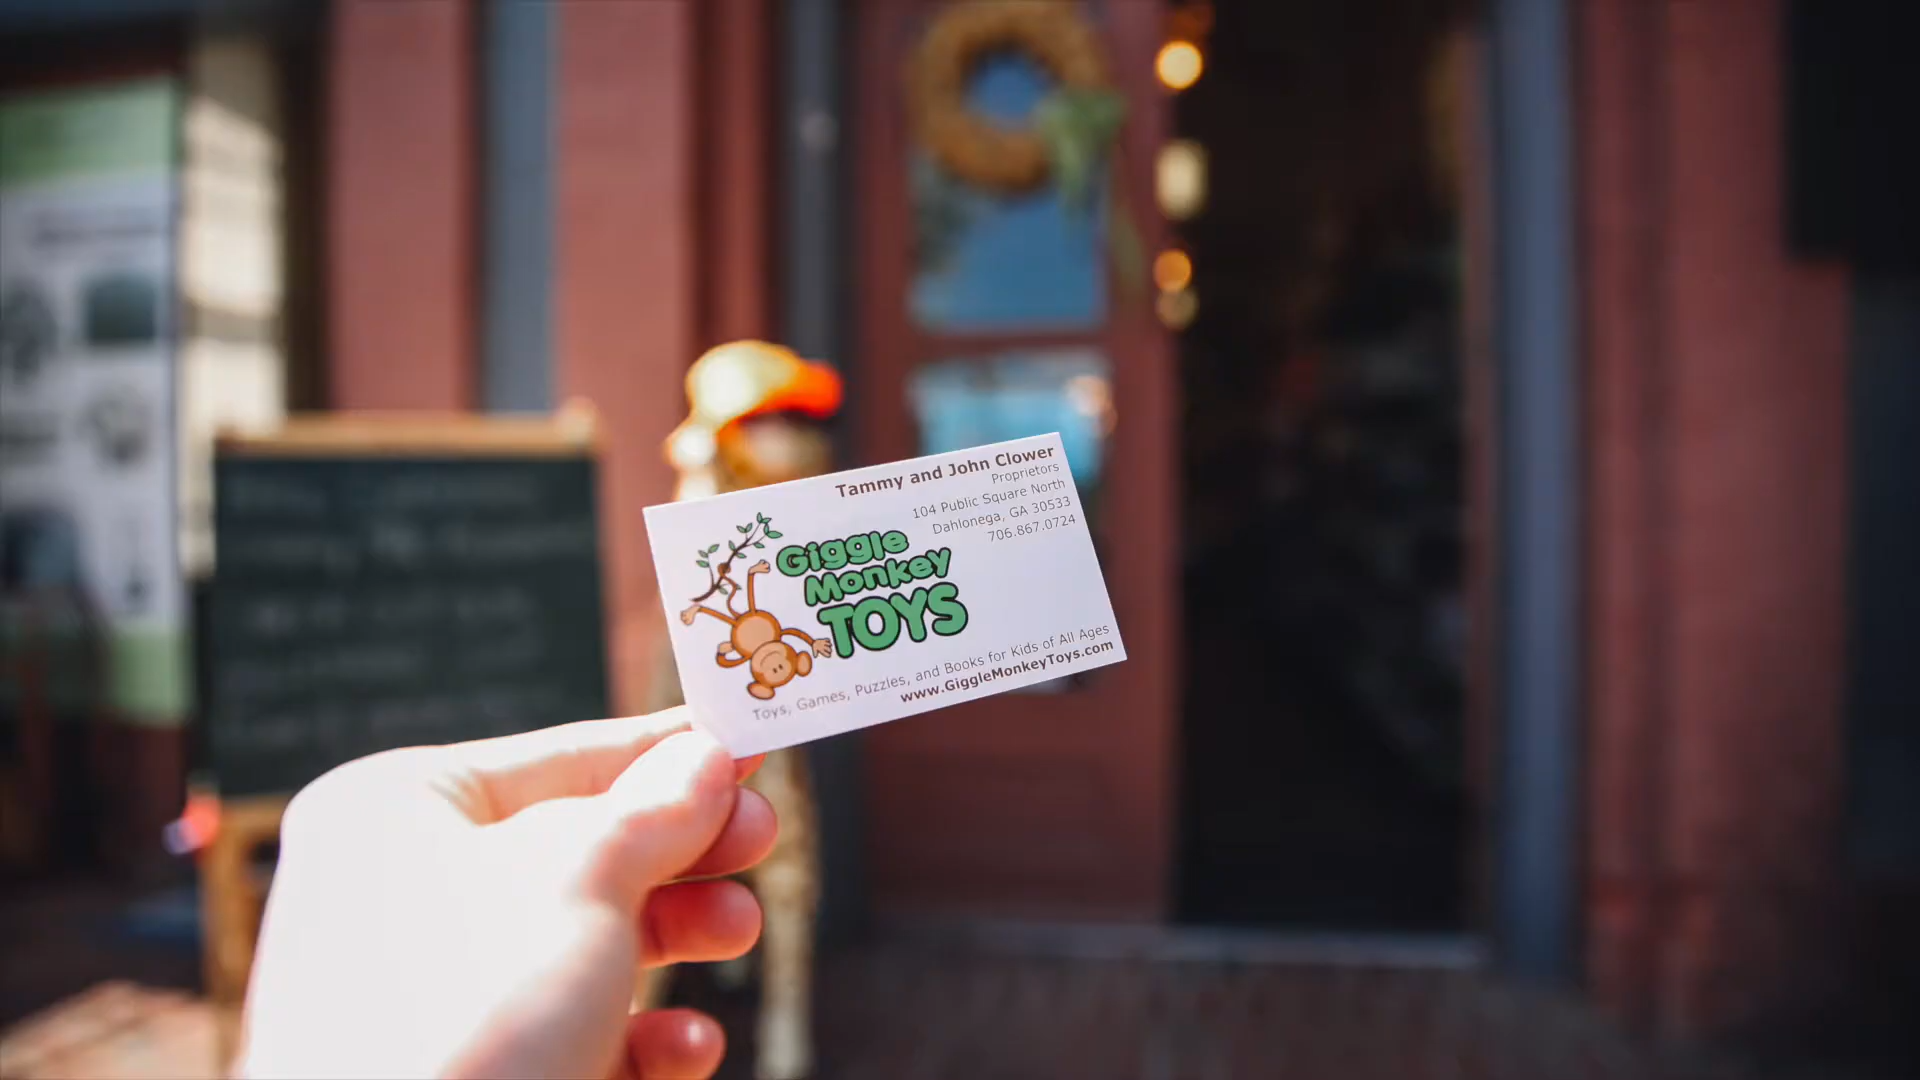 Tammy and John Clower
Proprietors
104 Public Square North
Dahlonega, GA 30533
706.867.0724
Giggle
Monkey
TOYS
Toys, Games, Puzzles, and Books for Kids of All Ages
www.GiggleMonkeyToys.com